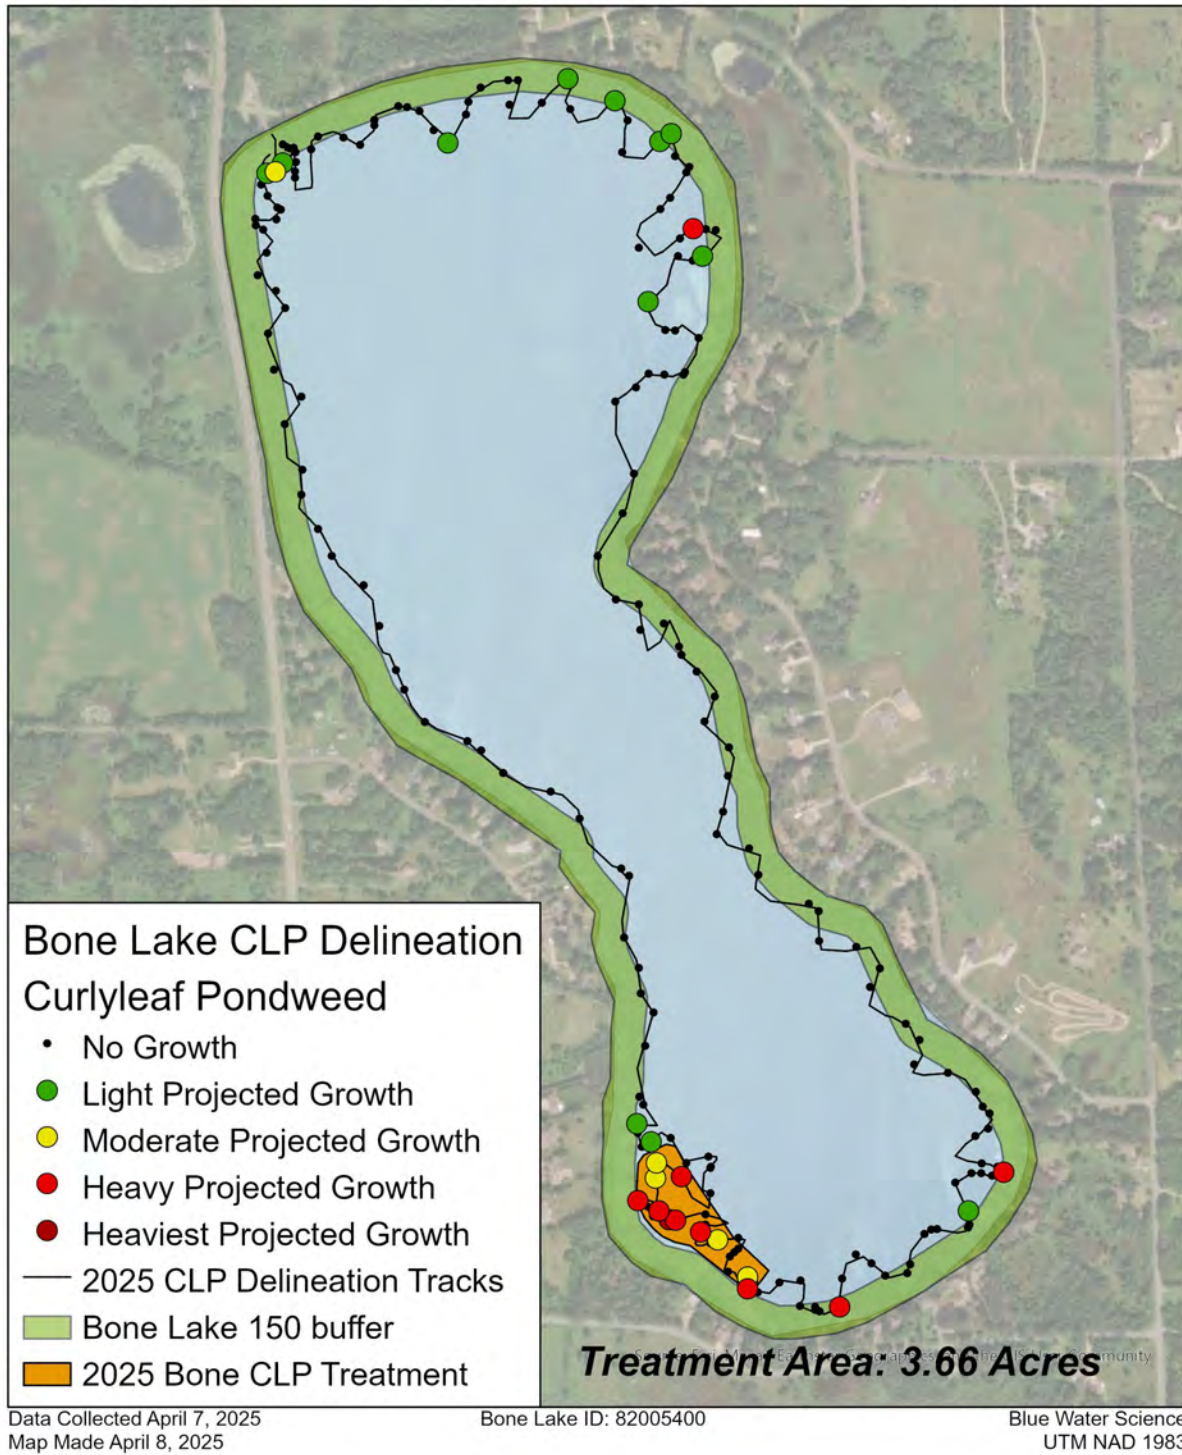 Bone Lake CLP Delineation
Curlyleaf Pondweed
No Growth
Light Projected Growth
Moderate Projected Growth
Heavy Projected Growth
Heaviest Projected Growth
2025 CLP Delineation Tracks
Bone Lake 150 buffer
2025 Bone CLP Treatment
Treatment Area: 3.66 Acres
Data Collected April 7, 2025
Map Made April 8, 2025
Bone Lake ID: 82005400
Blue Water Science
UTM NAD 1983